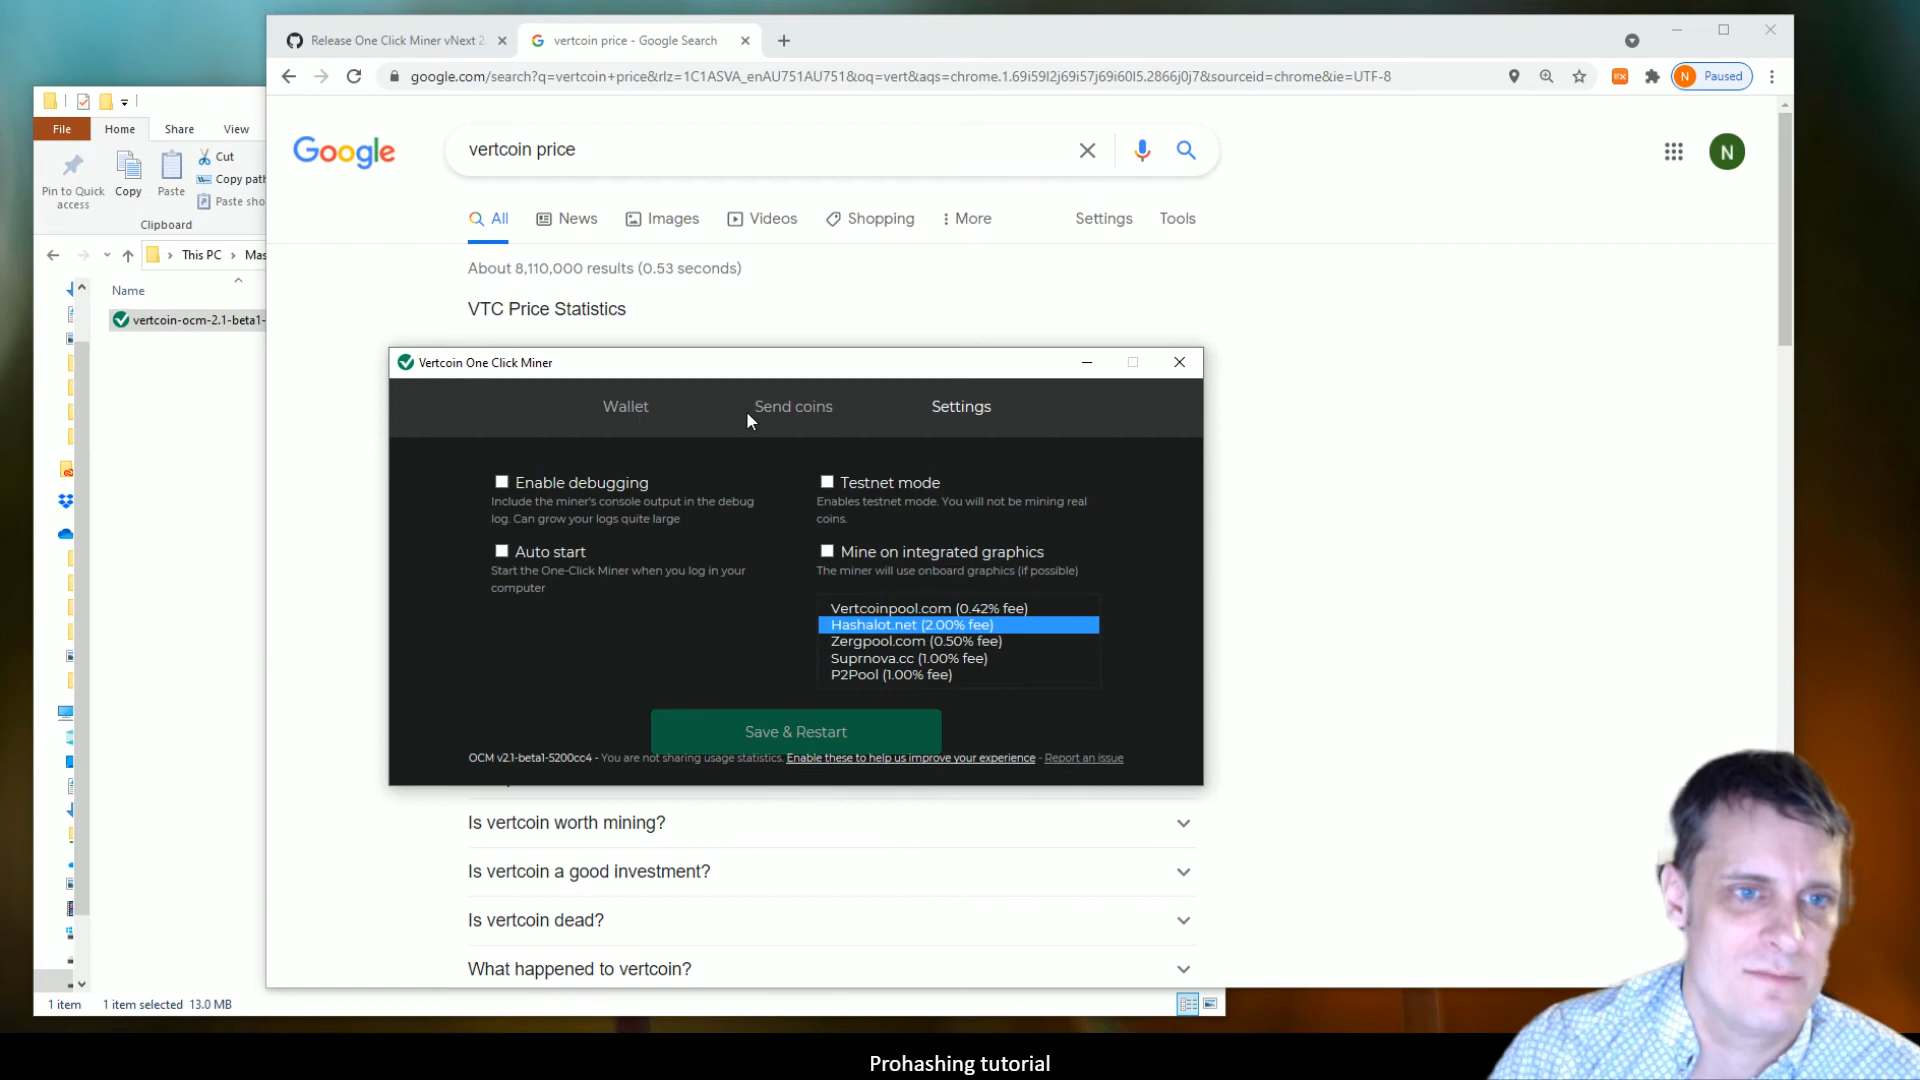 Release One Click Miner vNext 2
vertcoin price - Google Search
google.com/search?q=vertcoin+price&rlz=1C1ASVA_enAU751AU751&oq=vert&aqs=chrome.1.69i59l2j69i57j69i60l5.2866j0j7&sourceid=chrome&ie=UTF-8
N Paused
File Home Share View
Cut
Copy path
Paste sho
Pin to Quick access
Copy
Paste
Clipboard
This PC
Mas
Name
vertcoin-ocm-2.1-beta1-
Google
vertcoin price
N
All
News
Images
Videos
Shopping
More
Settings
Tools
About 8,110,000 results (0.53 seconds)
VTC Price Statistics
Vertcoin One Click Miner
Wallet
Send coins
Settings
Enable debugging
Include the miner's console output in the debug
log. Can grow your logs quite large
Auto start
Start the One-Click Miner when you log in your
computer
Testnet mode
Enables testnet mode. You will not be mining real
coins.
Mine on integrated graphics
The miner will use onboard graphics (if possible)
Vertcoinpool.com (0.42% fee)
Hashalot.net (2.00% fee)
Zergpool.com (0.50% fee)
Suprnova.cc (1.00% fee)
P2Pool (1.00% fee)
Save & Restart
OCM v2.1-beta1-5200cc4 - You are not sharing usage statistics. Enable these to help us improve your experience - Report an issue
Is vertcoin worth mining?
Is vertcoin a good investment?
Is vertcoin dead?
What happened to vertcoin?
1 item
1 item selected 13.0 MB
Prohashing tutorial